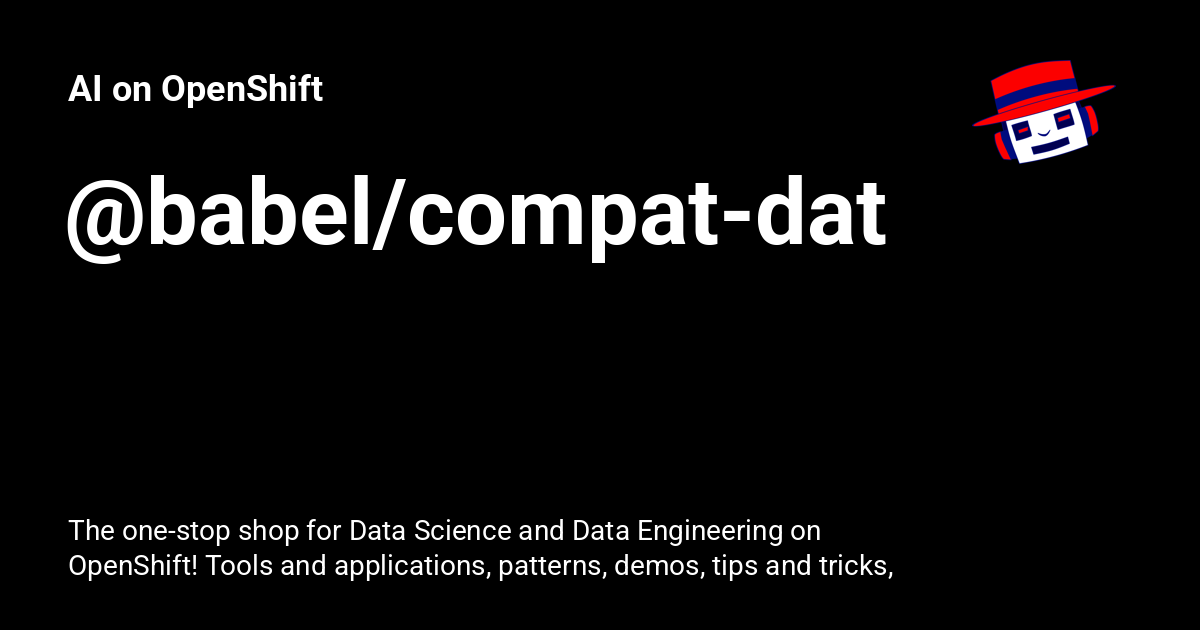 AI on OpenShift
@babel/compat-dat
The one-stop shop for Data Science and Data Engineering on
OpenShift! Tools and applications, patterns, demos, tips and tricks,